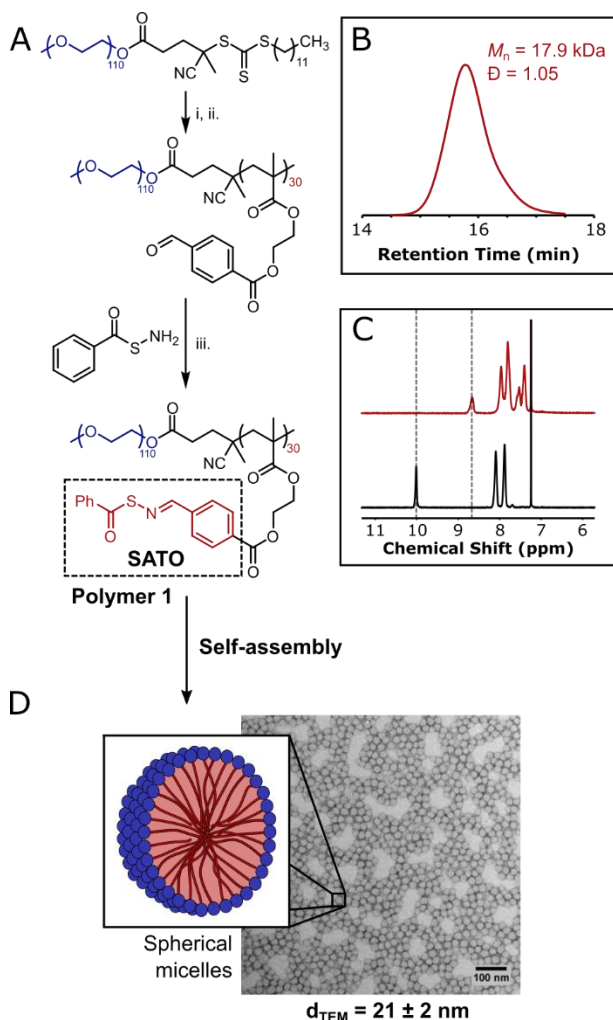 A
O
110
O
O
NC
S
S
S
11
CH3
B
Mn = 17.9 kDa
Đ = 1.05
14
16
18
Retention Time (min)
i, ii.
O
110
O
O
NC
30
O
O
O
O
O
O
S
NH2
iii.
C
11
10
9
8
7
6
Chemical Shift (ppm)
O
110
O
O
NC
30
O
O
Ph
S
N
O
O
O
SATO
Polymer 1
Self-assembly
D
Spherical
micelles
100 nm
dTEM = 21 ± 2 nm